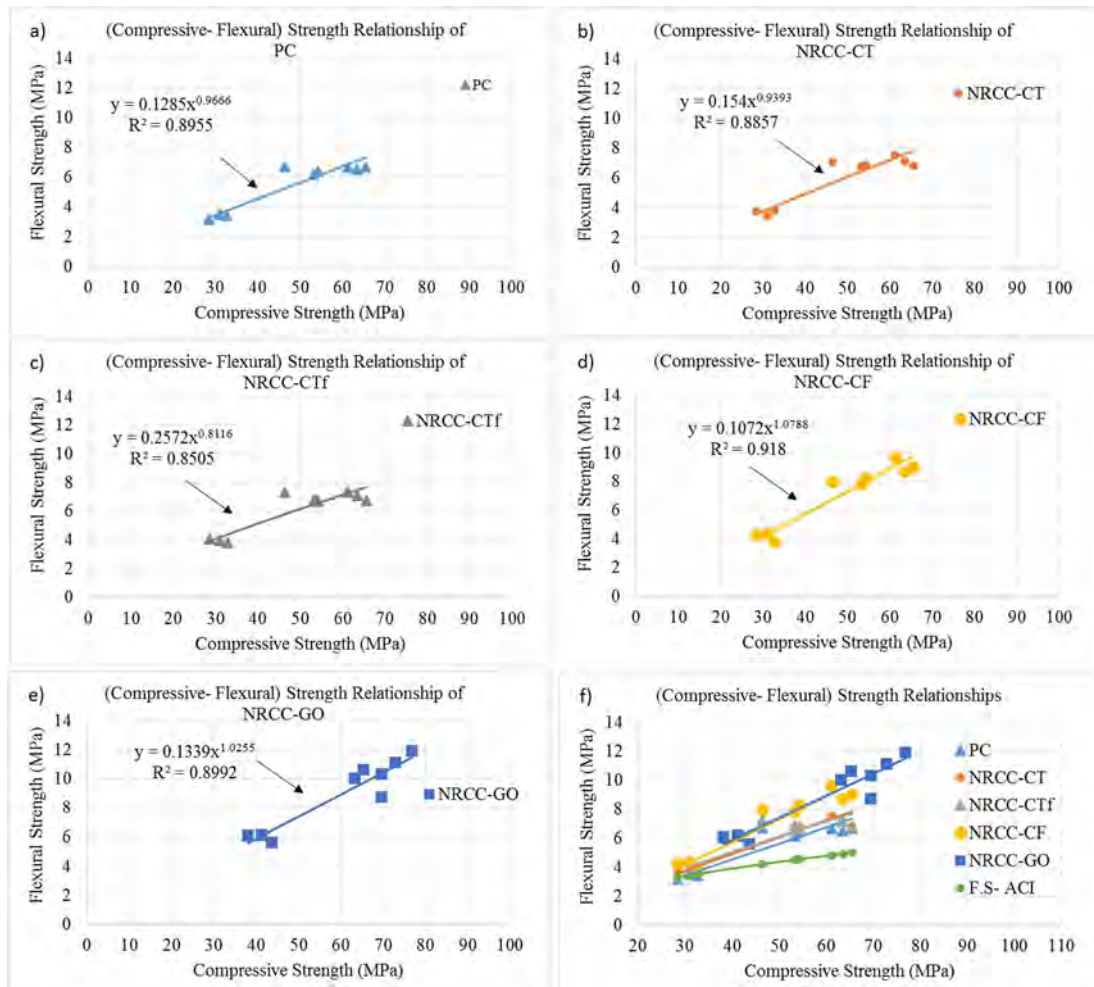 a) (Compressive- Flexural) Strength Relationship of
PC
Flexural Strength (MPa)
14
12
10
8
6
4
2
0
y = 0.1285x^0.9666
R² = 0.8955
PC
0 10 20 30 40 50 60 70 80 90 100
Compressive Strength (MPa)
b) (Compressive- Flexural) Strength Relationship of
NRCC-CT
Flexural Strength (MPa)
14
12
10
8
6
4
2
0
y = 0.154x^0.9393
R² = 0.8857
NRCC-CT
0 10 20 30 40 50 60 70 80 90 100
Compressive Strength (MPa)
c) (Compressive- Flexural) Strength Relationship of
NRCC-CTf
Flexural Strength (MPa)
14
12
10
8
6
4
2
0
y = 0.2572x^0.8116
R² = 0.8505
NRCC-CTf
0 10 20 30 40 50 60 70 80 90 100
Compressive Strength (MPa)
d) (Compressive- Flexural) Strength Relationship of
NRCC-CF
Flexural Strength (MPa)
14
12
10
8
6
4
2
0
y = 0.1072x^1.0788
R² = 0.918
NRCC-CF
0 10 20 30 40 50 60 70 80 90 100
Compressive Strength (MPa)
e) (Compressive- Flexural) Strength Relationship of
NRCC-GO
Flexural Strength (MPa)
14
12
10
8
6
4
2
0
y = 0.1339x^1.0255
R² = 0.8992
NRCC-GO
0 10 20 30 40 50 60 70 80 90 100
Compressive Strength (MPa)
f) (Compressive- Flexural) Strength Relationships
Flexural Strength (MPa)
14
12
10
8
6
4
2
0
PC
NRCC-CT
NRCC-CTf
NRCC-CF
NRCC-GO
F.S- ACI
20 30 40 50 60 70 80 90 100 110
Compressive Strength (MPa)